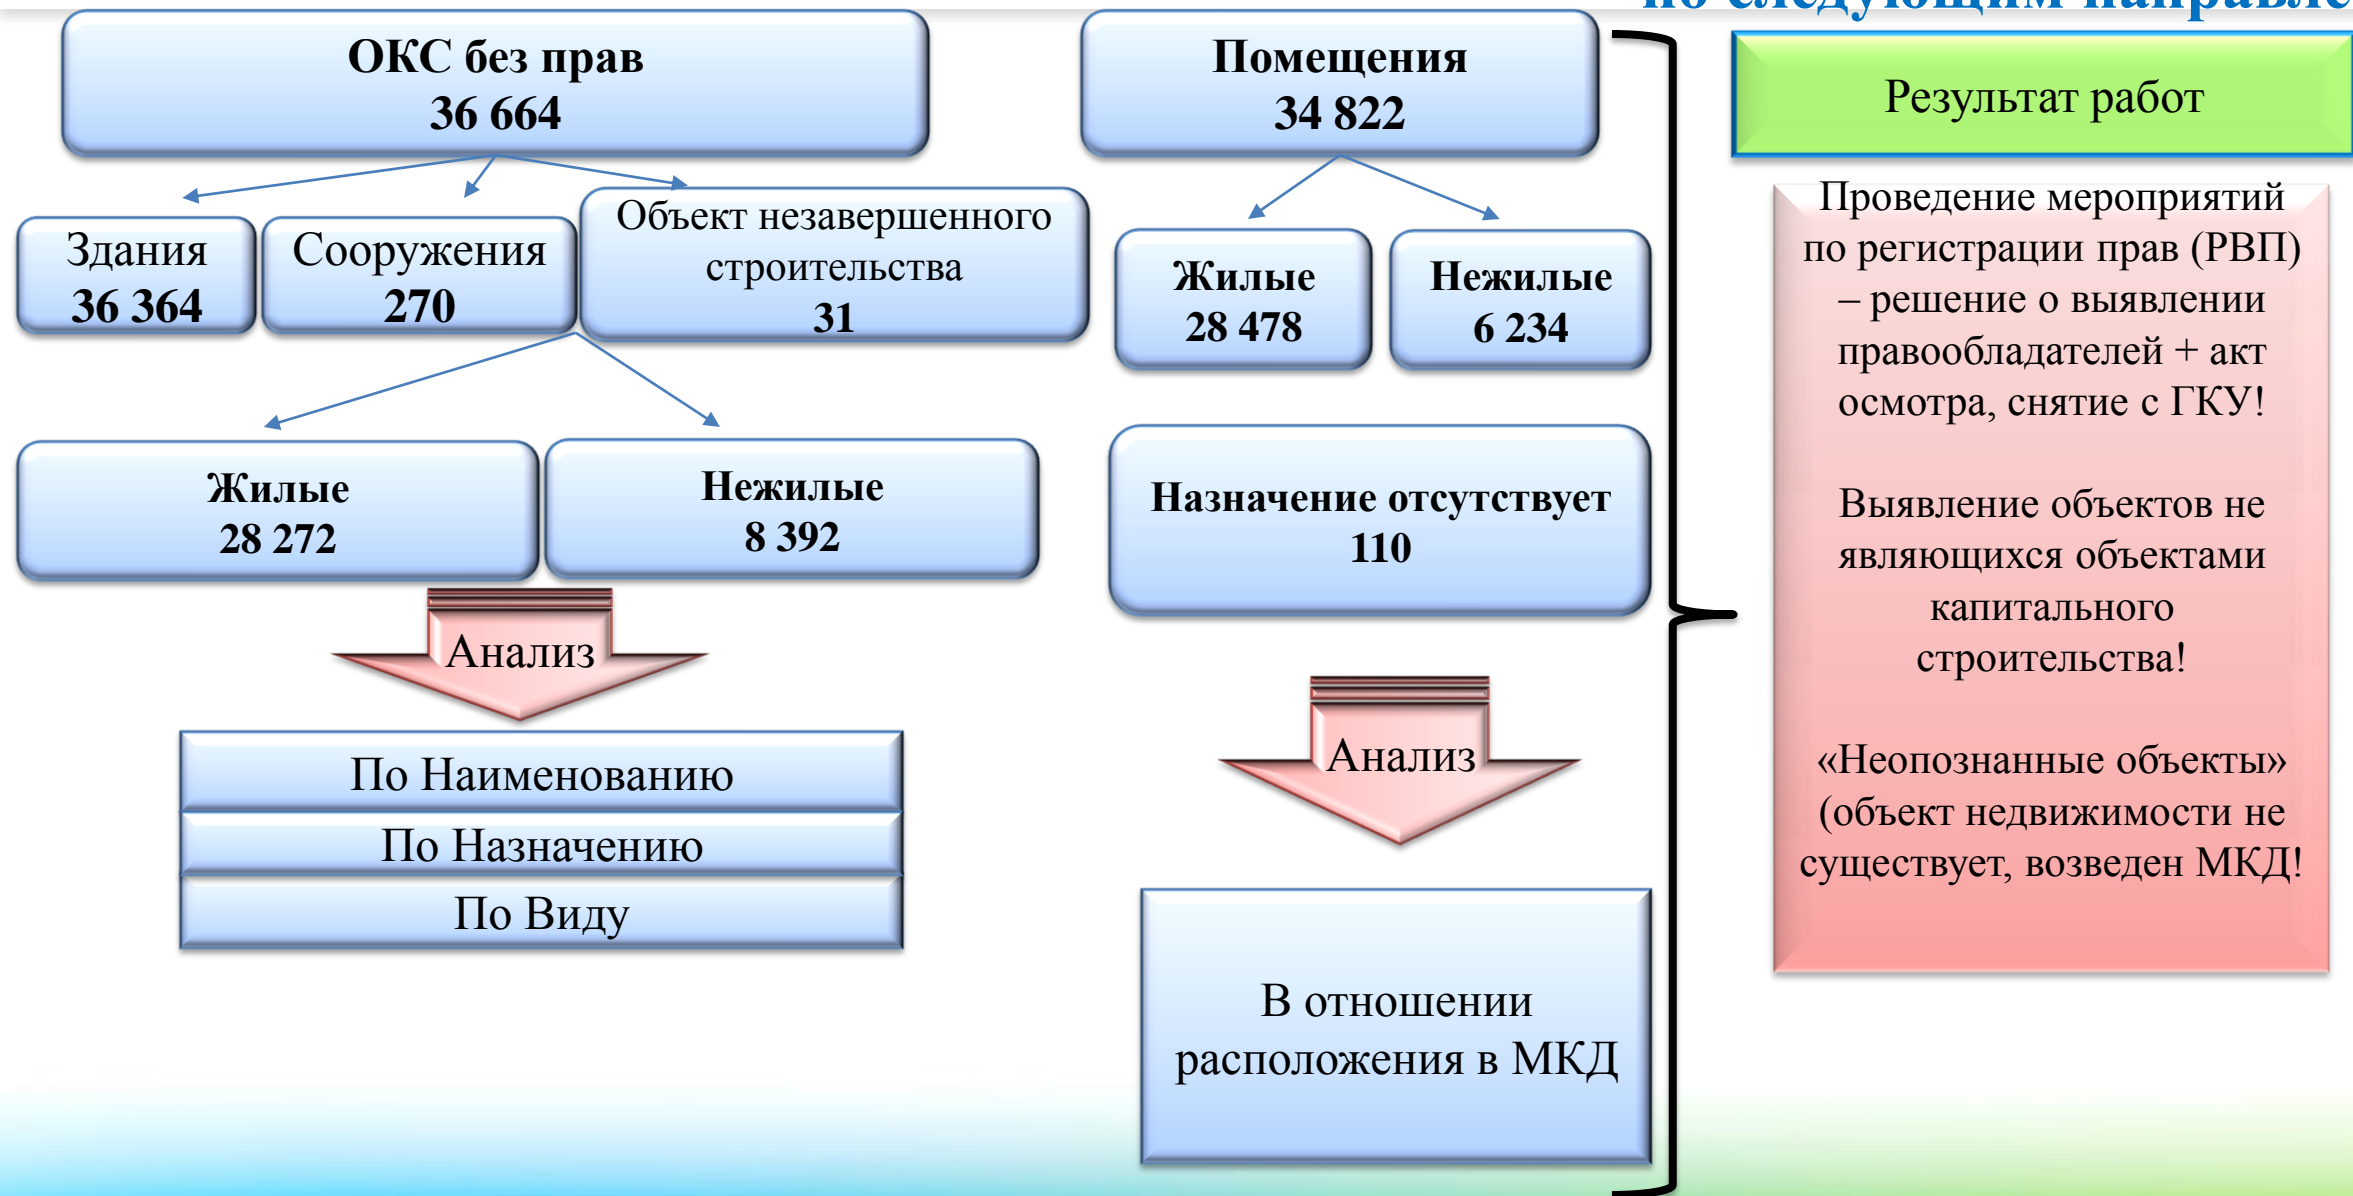 по следующим направле
ОКС без прав
36 664
Здания
36 364
Сооружения
270
Объект незавершенного
строительства
31
Жилые
28 272
Нежилые
8 392
Анализ
По Наименованию
По Назначению
По Виду
Помещения
34 822
Жилые
28 478
Нежилые
6 234
Назначение отсутствует
110
Анализ
В отношении
расположения в МКД
Результат работ
Проведение мероприятий
по регистрации прав (РВП)
– решение о выявлении
правообладателей + акт
осмотра, снятие с ГКУ!
Выявление объектов не
являющихся объектами
капитального
строительства!
«Неопознанные объекты»
(объект недвижимости не
существует, возведен МКД!